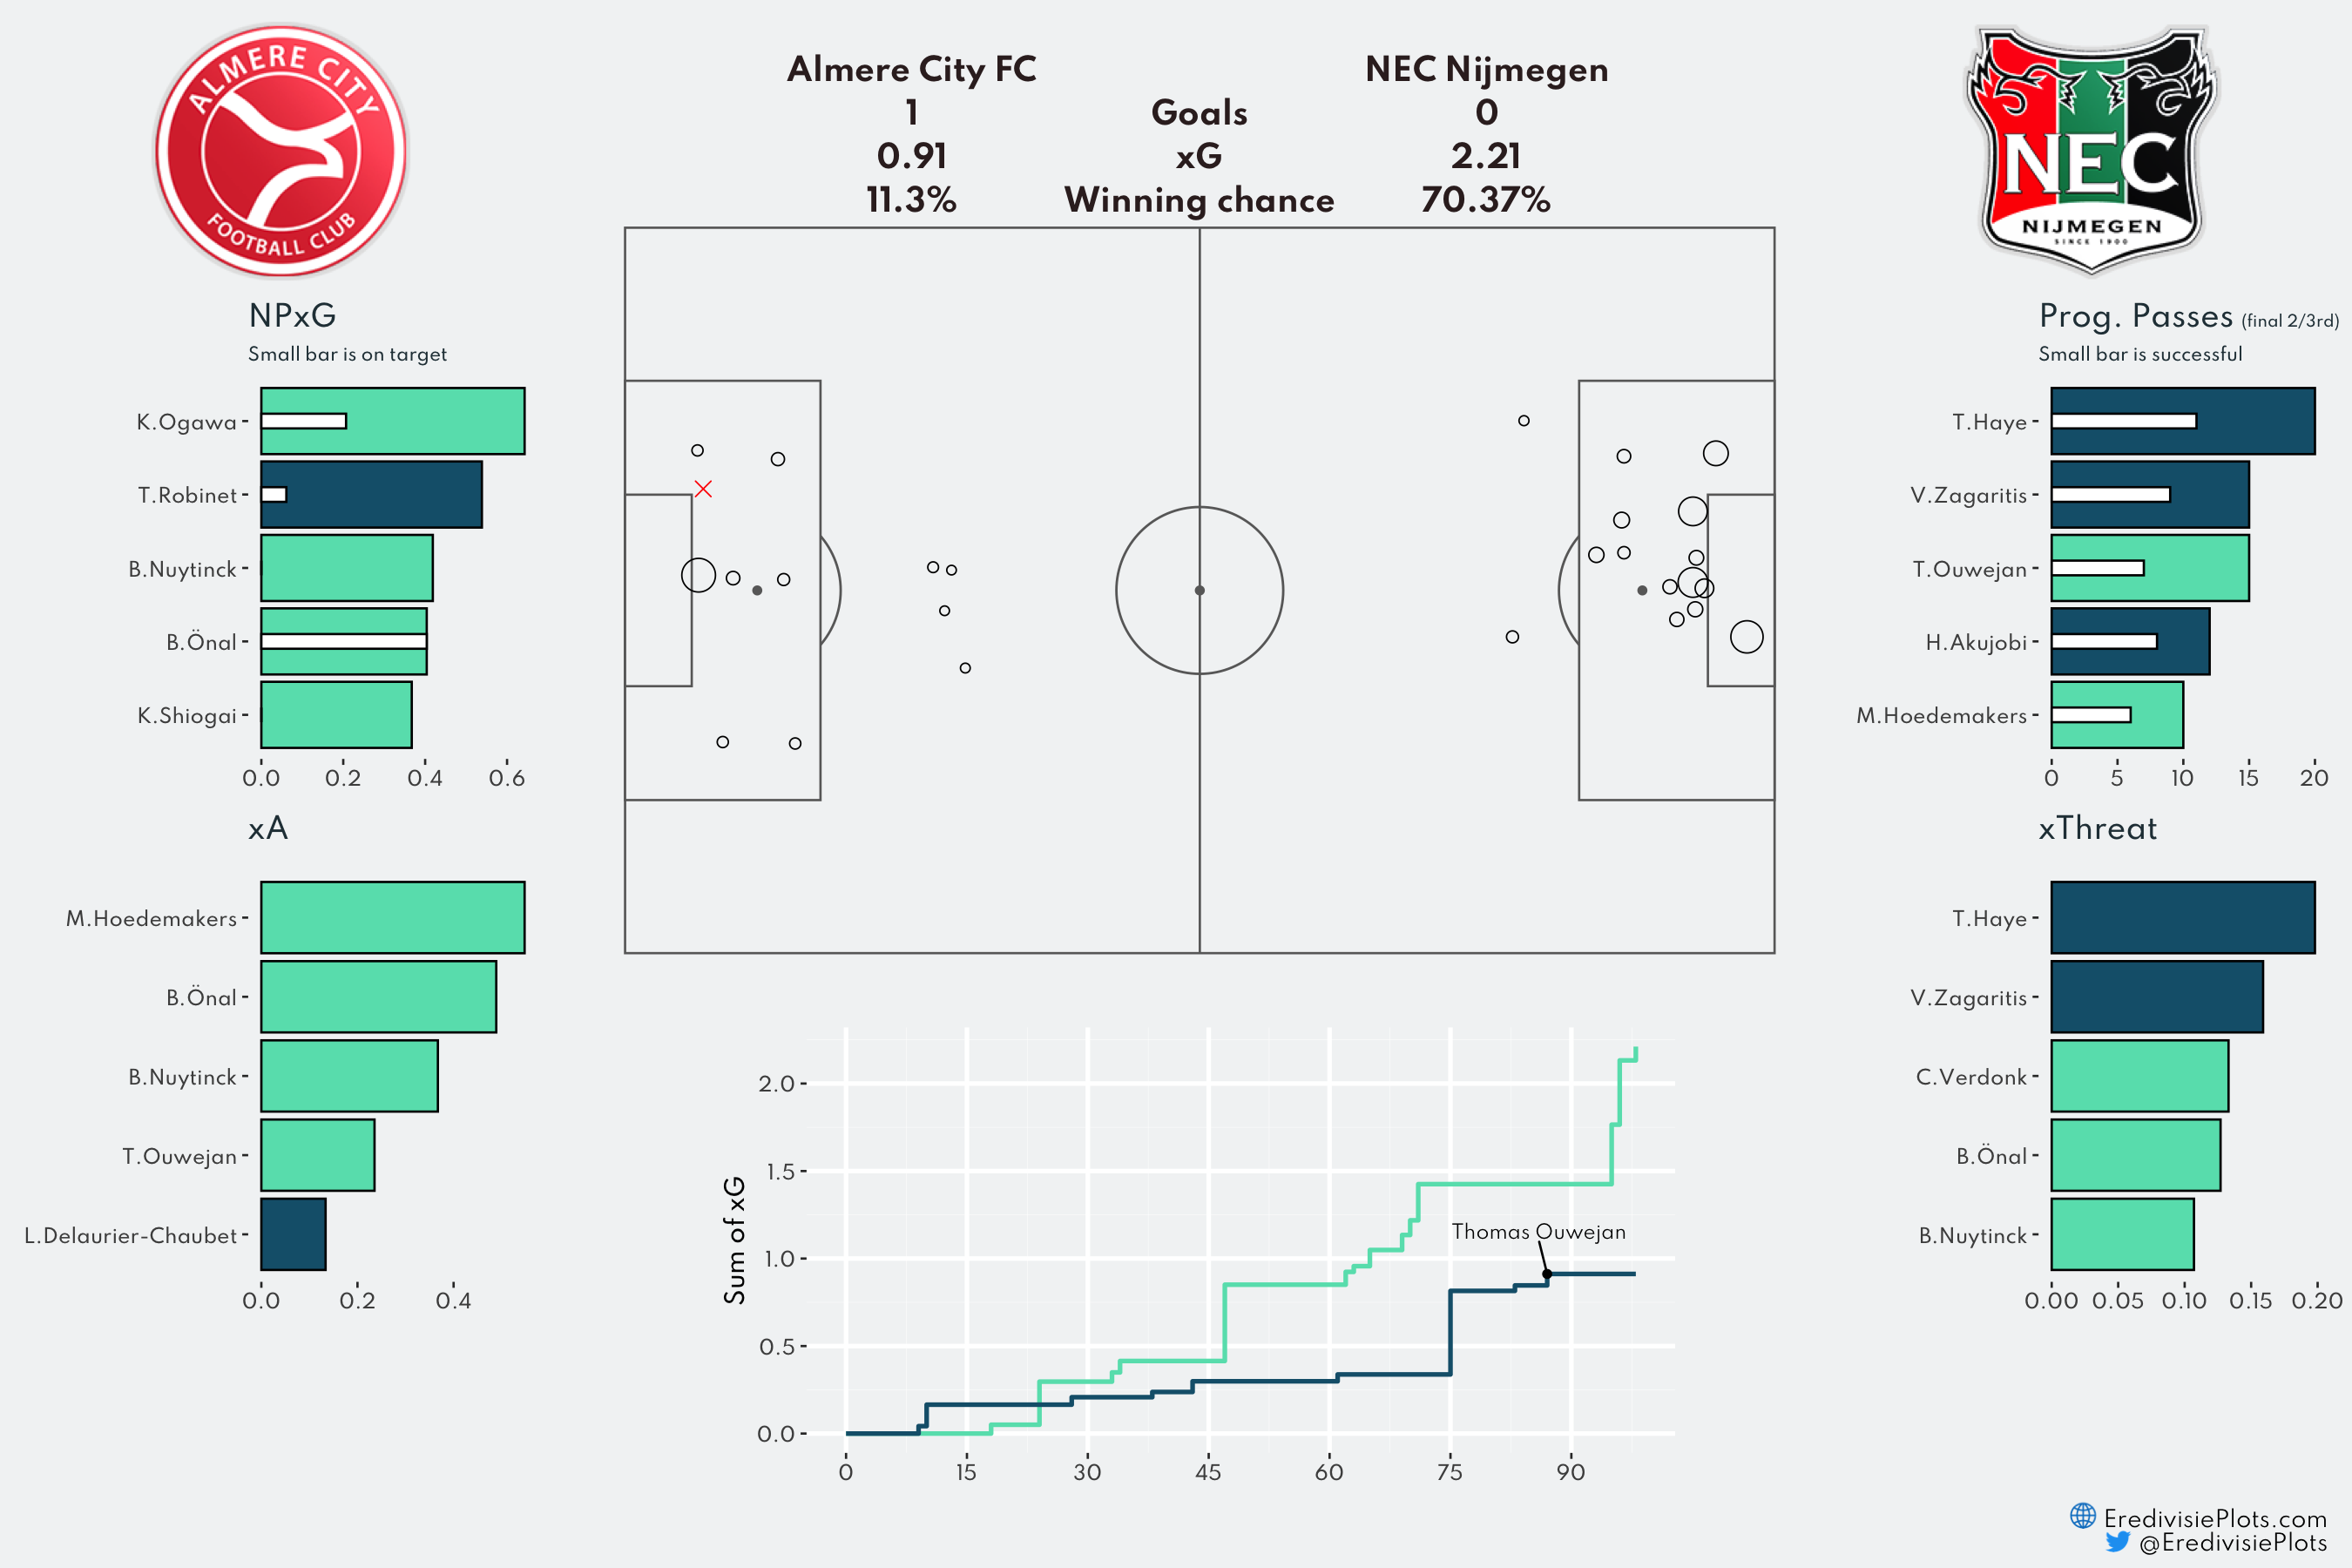 ALMERE CITY
FOOTBALL CLUB
Almere City FC NEC Nijmegen
1 Goals 0
0.91 xG 2.21
11.3% Winning chance 70.37%
NEC
NIJMEGEN
SINCE 1900
NPxG
Small bar is on target
K.Ogawa
T.Robinet
B.Nuytinck
B.Önal
K.Shiogai
0.0 0.2 0.4 0.6
xA
M.Hoedemakers
B.Önal
B.Nuytinck
T.Ouwejan
L.Delaurier-Chaubet
0.0 0.2 0.4
Sum of xG
2.0
1.5
1.0
0.5
0.0
Thomas Ouwejan
0 15 30 45 60 75 90
Prog. Passes (final 2/3rd)
Small bar is successful
T.Haye
V.Zagaritis
T.Ouwejan
H.Akujobi
M.Hoedemakers
0 5 10 15 20
xThreat
T.Haye
V.Zagaritis
C.Verdonk
B.Önal
B.Nuytinck
0.00 0.05 0.10 0.15 0.20
EredivisiePlots.com
@EredivisiePlots